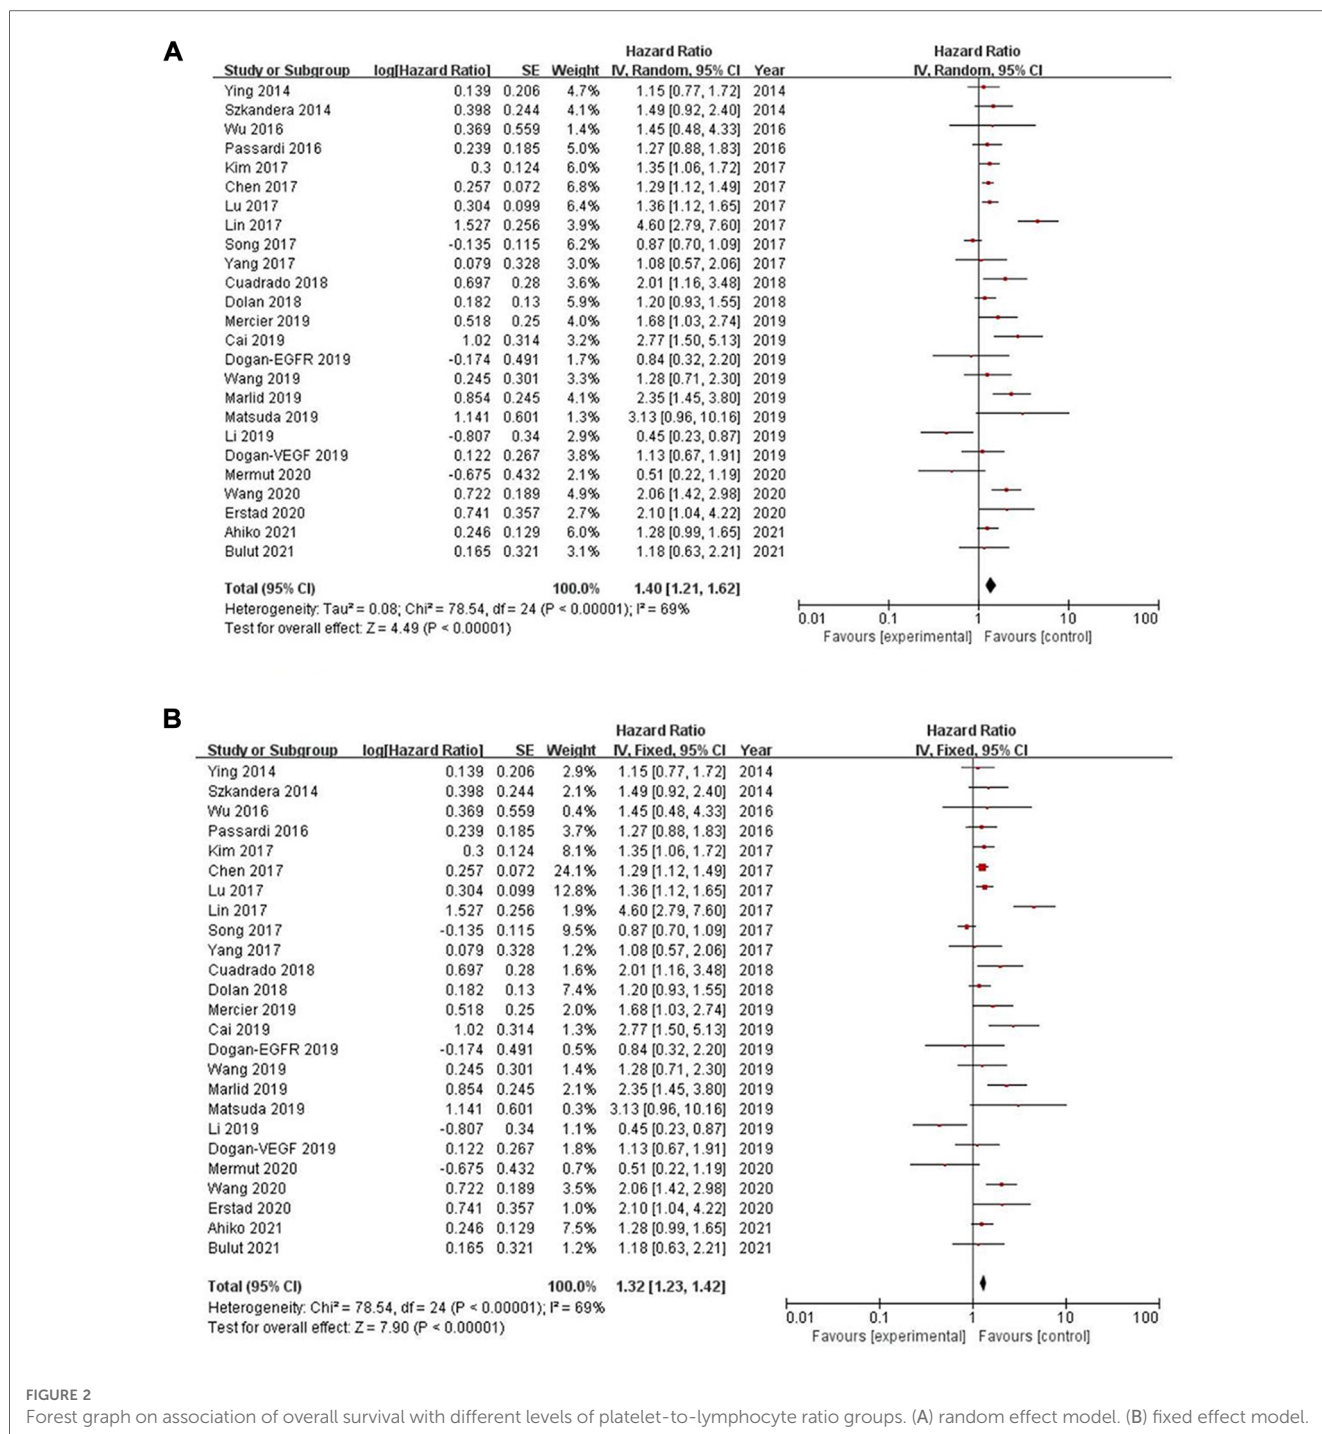 A
Hazard Ratio Hazard Ratio
Study or Subgroup log[Hazard Ratio] SE Weight IV, Random, 95% CI Year IV, Random, 95% CI
Ying 2014 0.139 0.206 4.7% 1.15 [0.77, 1.72] 2014
Szkandera 2014 0.398 0.244 4.1% 1.49 [0.92, 2.40] 2014
Wu 2016 0.369 0.559 1.4% 1.45 [0.48, 4.33] 2016
Passardi 2016 0.239 0.185 5.0% 1.27 [0.88, 1.83] 2016
Kim 2017 0.3 0.124 6.0% 1.35 [1.06, 1.72] 2017
Chen 2017 0.257 0.072 6.8% 1.29 [1.12, 1.49] 2017
Lu 2017 0.304 0.099 6.4% 1.36 [1.12, 1.65] 2017
Lin 2017 1.527 0.256 3.9% 4.60 [2.79, 7.60] 2017
Song 2017 -0.135 0.115 6.2% 0.87 [0.70, 1.09] 2017
Yang 2017 0.079 0.328 3.0% 1.08 [0.57, 2.06] 2017
Cuadrado 2018 0.697 0.28 3.6% 2.01 [1.16, 3.48] 2018
Dolan 2018 0.182 0.13 5.9% 1.20 [0.93, 1.55] 2018
Mercier 2019 0.518 0.25 4.0% 1.68 [1.03, 2.74] 2019
Cai 2019 1.02 0.314 3.2% 2.77 [1.50, 5.13] 2019
Dogan-EGFR 2019 -0.174 0.491 1.7% 0.84 [0.32, 2.20] 2019
Wang 2019 0.245 0.301 3.3% 1.28 [0.71, 2.30] 2019
Marlid 2019 0.854 0.245 4.1% 2.35 [1.45, 3.80] 2019
Matsuda 2019 1.141 0.601 1.3% 3.13 [0.96, 10.16] 2019
Li 2019 -0.807 0.34 2.9% 0.45 [0.23, 0.87] 2019
Dogan-VEGF 2019 0.122 0.267 3.8% 1.13 [0.67, 1.91] 2019
Mermut 2020 -0.675 0.432 2.1% 0.51 [0.22, 1.19] 2020
Wang 2020 0.722 0.189 4.9% 2.06 [1.42, 2.98] 2020
Erstad 2020 0.741 0.357 2.7% 2.10 [1.04, 4.22] 2020
Ahiko 2021 0.246 0.129 6.0% 1.28 [0.99, 1.65] 2021
Bulut 2021 0.165 0.321 3.1% 1.18 [0.63, 2.21] 2021
Total (95% CI) 100.0% 1.40 [1.21, 1.62]
Heterogeneity: Tau² = 0.08; Chi² = 78.54, df = 24 (P < 0.00001); I² = 69%
Test for overall effect: Z = 4.49 (P < 0.00001)
0.01 0.1 1 10 100
Favours [experimental] Favours [control]
B
Hazard Ratio Hazard Ratio
Study or Subgroup log[Hazard Ratio] SE Weight IV, Fixed, 95% CI Year IV, Fixed, 95% CI
Ying 2014 0.139 0.206 2.9% 1.15 [0.77, 1.72] 2014
Szkandera 2014 0.398 0.244 2.1% 1.49 [0.92, 2.40] 2014
Wu 2016 0.369 0.559 0.4% 1.45 [0.48, 4.33] 2016
Passardi 2016 0.239 0.185 3.7% 1.27 [0.88, 1.83] 2016
Kim 2017 0.3 0.124 8.1% 1.35 [1.06, 1.72] 2017
Chen 2017 0.257 0.072 24.1% 1.29 [1.12, 1.49] 2017
Lu 2017 0.304 0.099 12.8% 1.36 [1.12, 1.65] 2017
Lin 2017 1.527 0.256 1.9% 4.60 [2.79, 7.60] 2017
Song 2017 -0.135 0.115 9.5% 0.87 [0.70, 1.09] 2017
Yang 2017 0.079 0.328 1.2% 1.08 [0.57, 2.06] 2017
Cuadrado 2018 0.697 0.28 1.6% 2.01 [1.16, 3.48] 2018
Dolan 2018 0.182 0.13 7.4% 1.20 [0.93, 1.55] 2018
Mercier 2019 0.518 0.25 2.0% 1.68 [1.03, 2.74] 2019
Cai 2019 1.02 0.314 1.3% 2.77 [1.50, 5.13] 2019
Dogan-EGFR 2019 -0.174 0.491 0.5% 0.84 [0.32, 2.20] 2019
Wang 2019 0.245 0.301 1.4% 1.28 [0.71, 2.30] 2019
Marlid 2019 0.854 0.245 2.1% 2.35 [1.45, 3.80] 2019
Matsuda 2019 1.141 0.601 0.3% 3.13 [0.96, 10.16] 2019
Li 2019 -0.807 0.34 1.1% 0.45 [0.23, 0.87] 2019
Dogan-VEGF 2019 0.122 0.267 1.8% 1.13 [0.67, 1.91] 2019
Mermut 2020 -0.675 0.432 0.7% 0.51 [0.22, 1.19] 2020
Wang 2020 0.722 0.189 3.5% 2.06 [1.42, 2.98] 2020
Erstad 2020 0.741 0.357 1.0% 2.10 [1.04, 4.22] 2020
Ahiko 2021 0.246 0.129 7.5% 1.28 [0.99, 1.65] 2021
Bulut 2021 0.165 0.321 1.2% 1.18 [0.63, 2.21] 2021
Total (95% CI) 100.0% 1.32 [1.23, 1.42]
Heterogeneity: Chi² = 78.54, df = 24 (P < 0.00001); I² = 69%
Test for overall effect: Z = 7.90 (P < 0.00001)
0.01 0.1 1 10 100
Favours [experimental] Favours [control]
FIGURE 2
Forest graph on association of overall survival with different levels of platelet-to-lymphocyte ratio groups. (A) random effect model. (B) fixed effect model.